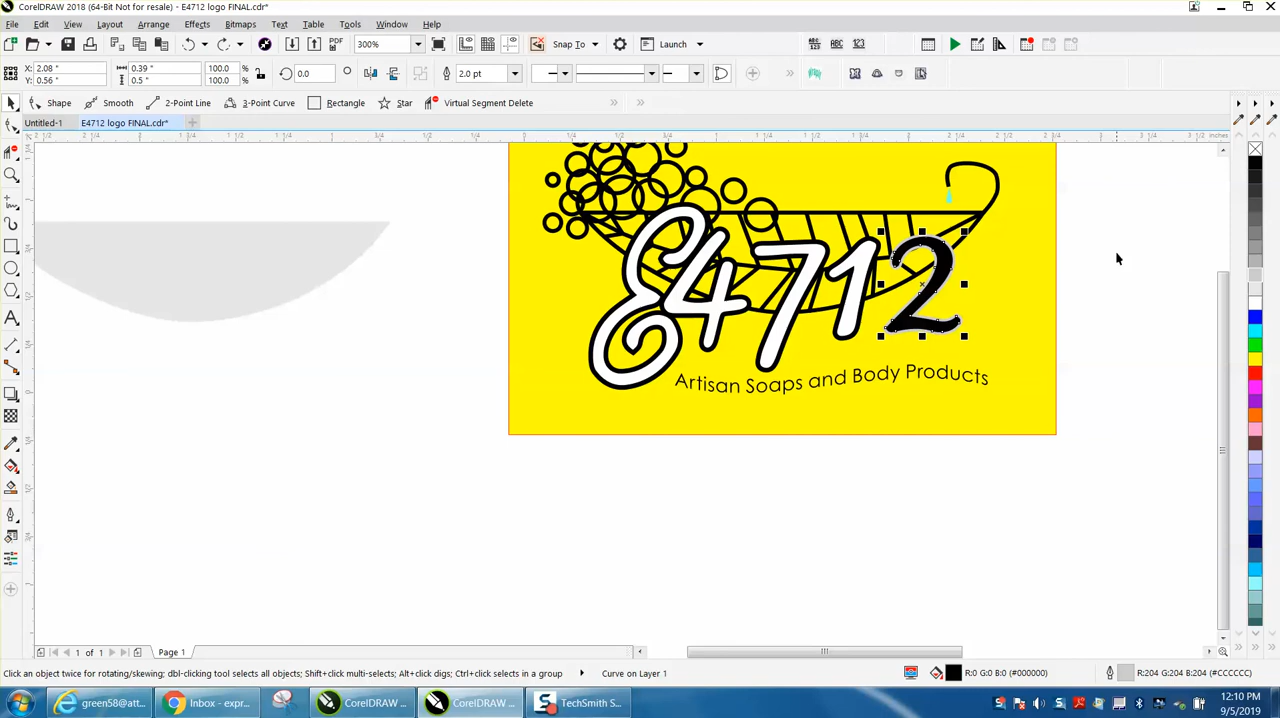 CorelDRAW 2018 (64-Bit Not for resale) - E4712 logo FINAL.cdr*
File Edit View Layout Arrange Effects Bitmaps Text Table Tools Window Help
PDF 300% Snap To Launch
X: 2.08 " 0.39 " 100.0 % 0.0 2.0 pt
Y: 0.56 " 0.5 " 100.0 %
Shape Smooth 2-Point Line 3-Point Curve Rectangle Star Virtual Segment Delete
Untitled-1 E4712 logo FINAL.cdr*
inches
E4712
Artisan Soaps and Body Products
1 of 1 Page 1
Click an object twice for rotating/skewing; dbl-clicking tool selects all objects; Shift+click multi-selects; Alt+click digs; Ctrl+click selects in a group Curve on Layer 1 R:0 G:0 B:0 (#000000) R:204 G:204 B:204 (#CCCCCC)
green58@att... Inbox - expr... CorelDRAW ... CorelDRAW ... TechSmith S...
12:10 PM
9/5/2019